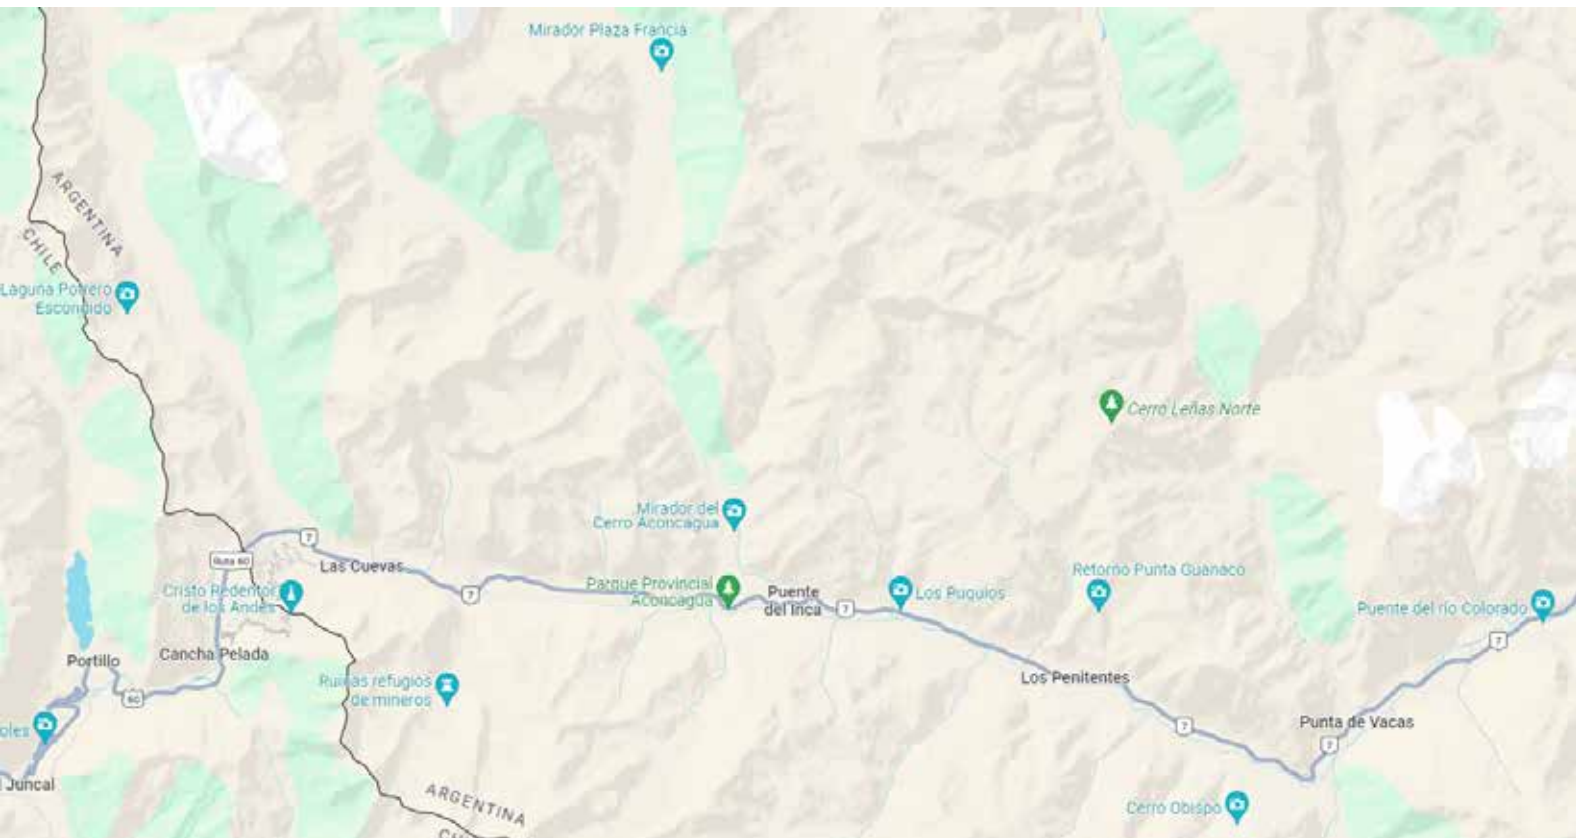 Mirador Plaza Francia
ARGENTINA
CHILE
Laguna Potrero
Escondido
Cerro Leñas Norte
Mirador del
Cerro Aconcagua
7
Ruta 60
Las Cuevas
Cristo Redentor
de los Andes
7
Parque Provincial
Aconcagua
Puente
del Inca
7
Los Puquios
Retorno Punta Guanaco
Puente del río Colorado
7
Portillo
Cancha Pelada
60
Ruinas refugios
de mineros
Los Penitentes
7
Punta de Vacas
7
oles
Juncal
ARGENTINA
Cerro Obispo